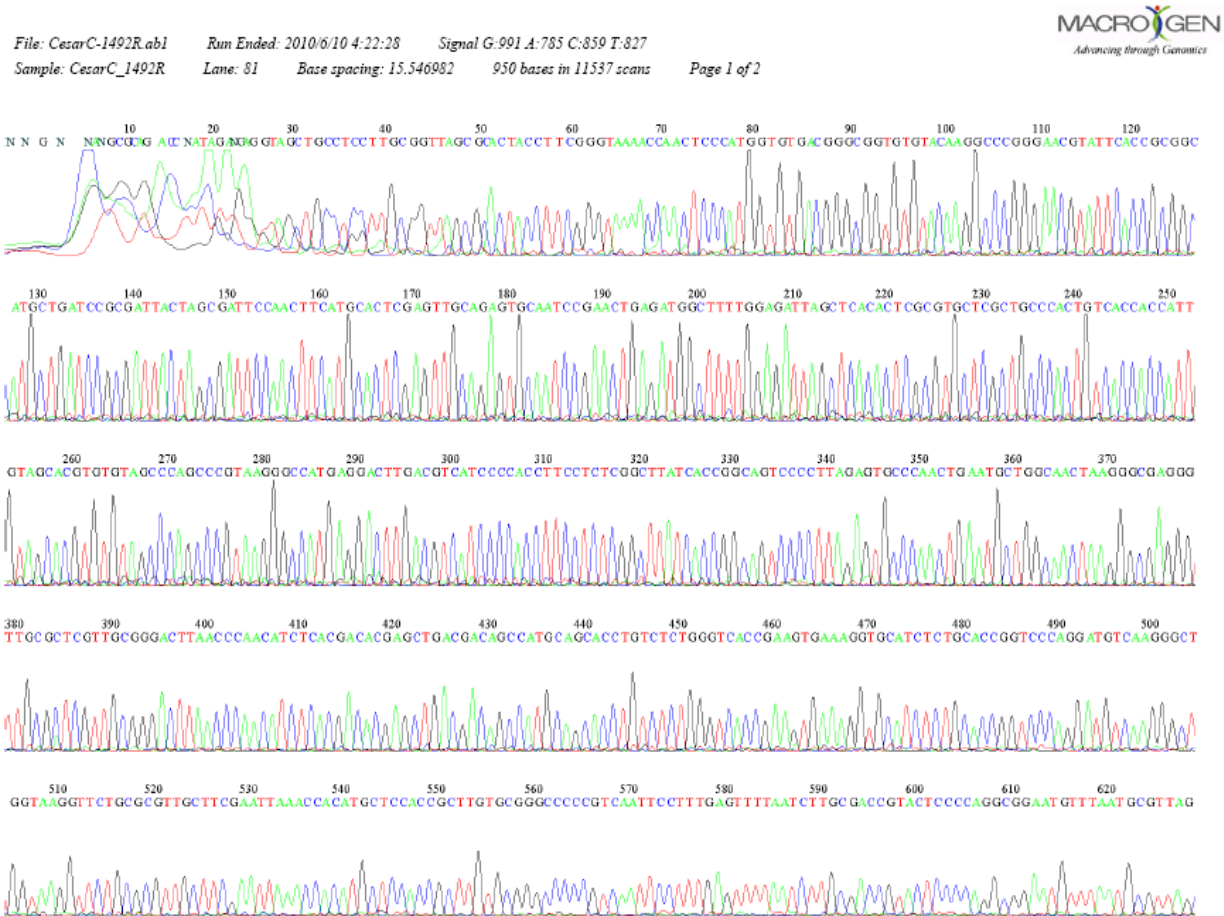 MACROGEN
Advancing through Genomics
File: CesarC-1492R.ab1 Run Ended: 2010/6/10 4:22:28 Signal G:991 A:785 C:859 T:827
Sample: CesarC_1492R Lane: 81 Base spacing: 15.546982 950 bases in 11537 scans Page 1 of 2
10 20 30 40 50 60 70 80 90 100 110 120
NNGN NANGCGCAG ACC NATAGANGAGGTAGCTGCCTCCTTGCGGTTAGCGCACTACCTTCGGGTAAAACCAACTCCCATGGTGTGACGGGCGGTGTGTACAAGGCCCGGGAACGTATTCACCGCGGC
130 140 150 160 170 180 190 200 210 220 230 240 250
ATGCTGATCCGCGATTACTAGCGATTCCAACTTCATGCACTCGAGTTGCAGAGTGCAATCCGAACTGAGATGGCTTTTGGAGATTAGCTCACACTCGCGTGCTCGCTGCCCACTGTCACCACCATT
260 270 280 290 300 310 320 330 340 350 360 370
GTAGCACGTGTGTAGCCCAGCCCGTAAGGGCCATGAGGACTTGACGTCATCCCCACCTTCCTCTCGGCTTATCACCGGCAGTCCCCTTAGAGTGCCCAACTGAATGCTGGCAACTAAGGGCGAGGG
380 390 400 410 420 430 440 450 460 470 480 490 500
TTGCGCTCGTTGCGGGACTTAACCCAACATCTCACGACACGAGCTGACGACAGCCATGCAGCACCTGTCTCTGGGTCACCGAAGTGAAAGGTGCATCTCTGCACCGGTCCCAGGATGTCAAGGGCT
510 520 530 540 550 560 570 580 590 600 610 620
GGTAAGGTTCTGCGCGTTGCTTCGAATTAAACCACATGCTCCACCGCTTGTGCGGGCCCCCGTCAATTCCTTTGAGTTTTAATCTTGCGACCGTACTCCCCAGGCGGAATGTTTAATGCGTTAG